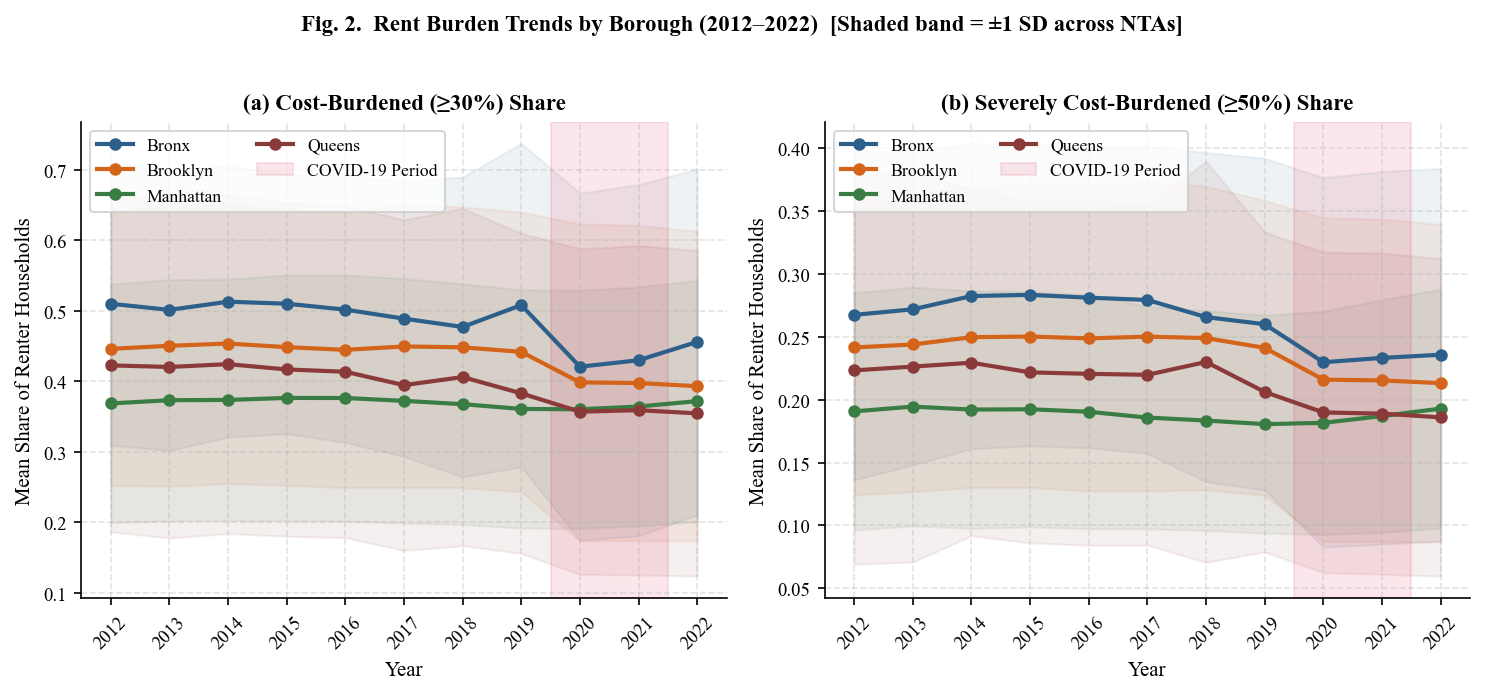 Fig. 2.  Rent Burden Trends by Borough (2012–2022)  [Shaded band = ±1 SD across NTAs]
(a) Cost-Burdened (≥30%) Share
Bronx
Brooklyn
Manhattan
Queens
COVID-19 Period
Mean Share of Renter Households
0.7
0.6
0.5
0.4
0.3
0.2
0.1
2012 2013 2014 2015 2016 2017 2018 2019 2020 2021 2022
Year
(b) Severely Cost-Burdened (≥50%) Share
Bronx
Brooklyn
Manhattan
Queens
COVID-19 Period
Mean Share of Renter Households
0.40
0.35
0.30
0.25
0.20
0.15
0.10
0.05
2012 2013 2014 2015 2016 2017 2018 2019 2020 2021 2022
Year